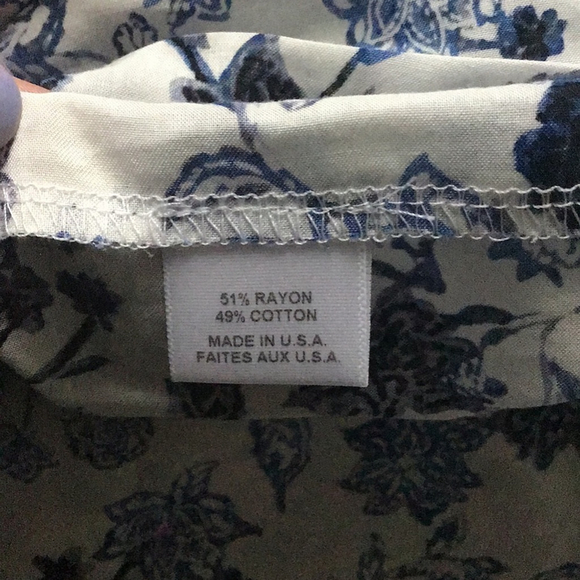 51% RAYON
49% COTTON
MADE IN U.S.A.
FAITES AUX U.S.A.